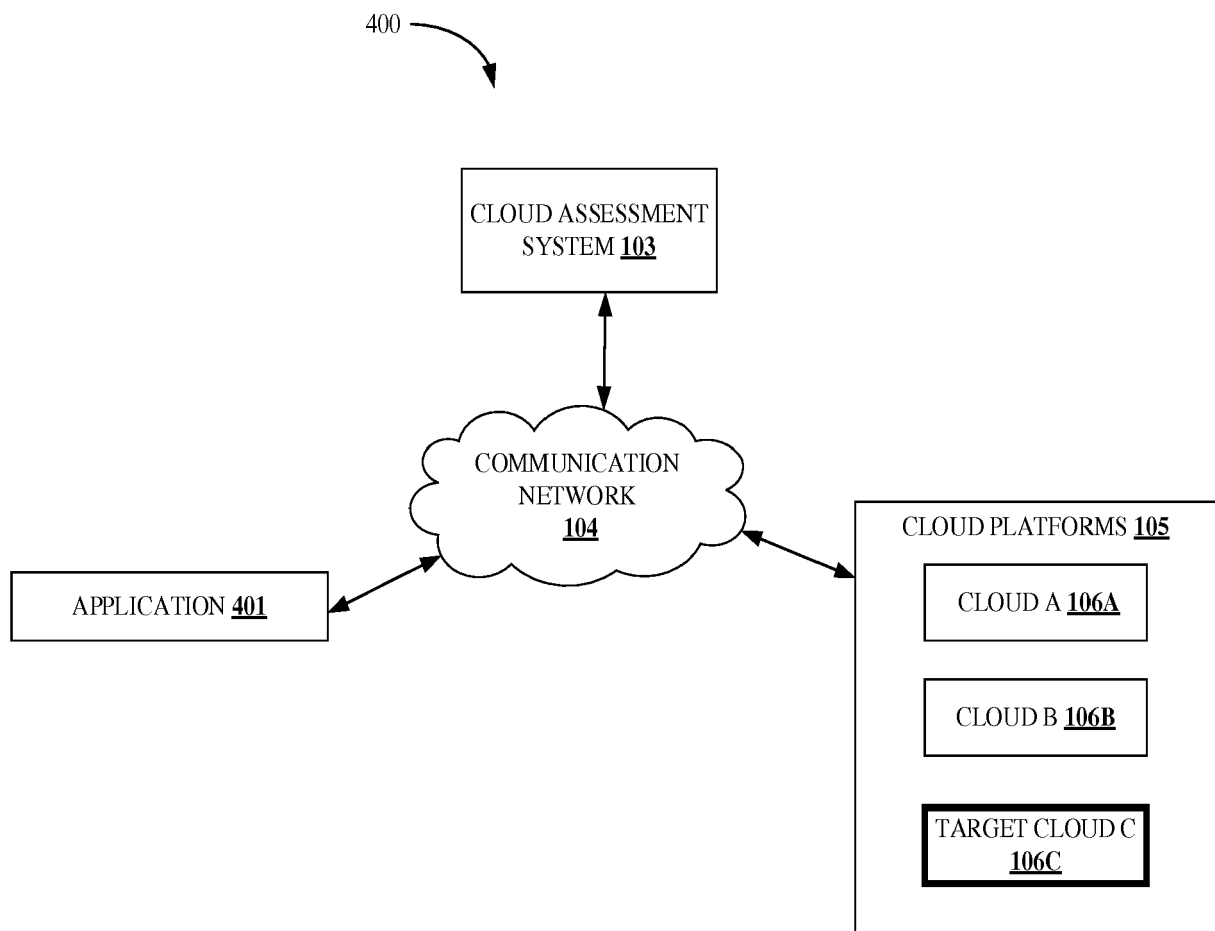 400
CLOUD ASSESSMENT
SYSTEM 103
COMMUNICATION
NETWORK
104
APPLICATION 401
CLOUD PLATFORMS 105
CLOUD A 106A
CLOUD B 106B
TARGET CLOUD C
106C